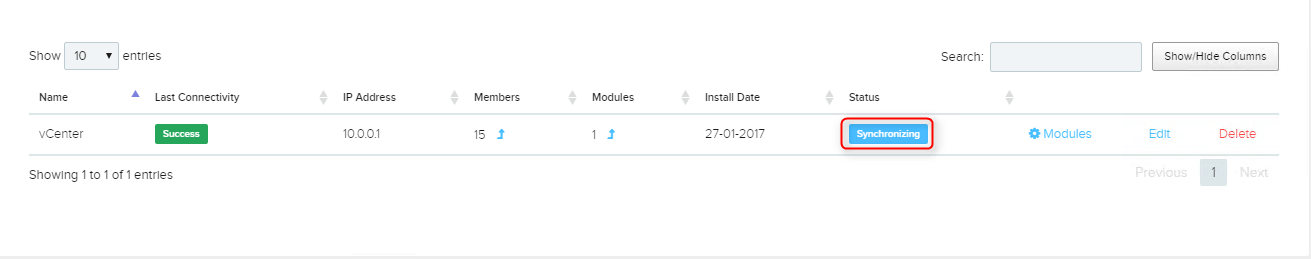 Show 10 entries Search: Show/Hide Columns
Name Last Connectivity IP Address Members Modules Install Date Status
vCenter Success 10.0.0.1 15 1 27-01-2017 Synchronizing Modules Edit Delete
Showing 1 to 1 of 1 entries Previous 1 Next